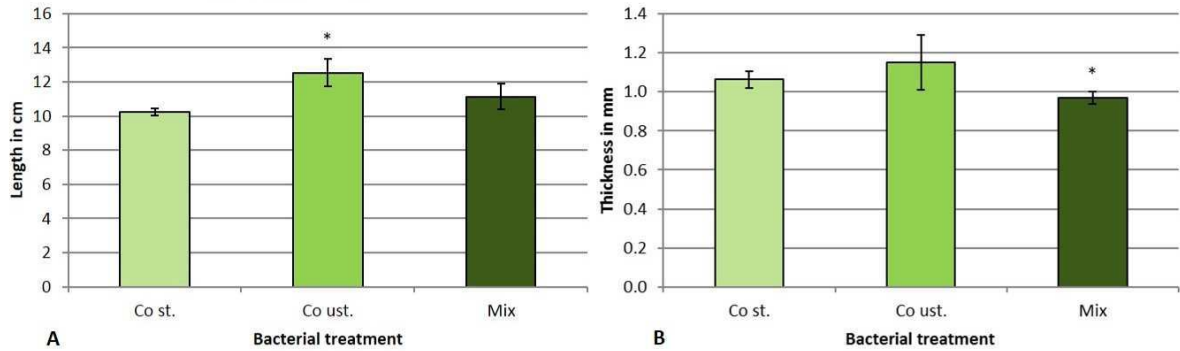 16
14
12
10
8
6
4
2
0
Length in cm
*
Co st.
Co ust.
Mix
A
Bacterial treatment
1.4
1.2
1.0
0.8
0.6
0.4
0.2
0.0
Thickness in mm
*
Co st.
Co ust.
Mix
B
Bacterial treatment